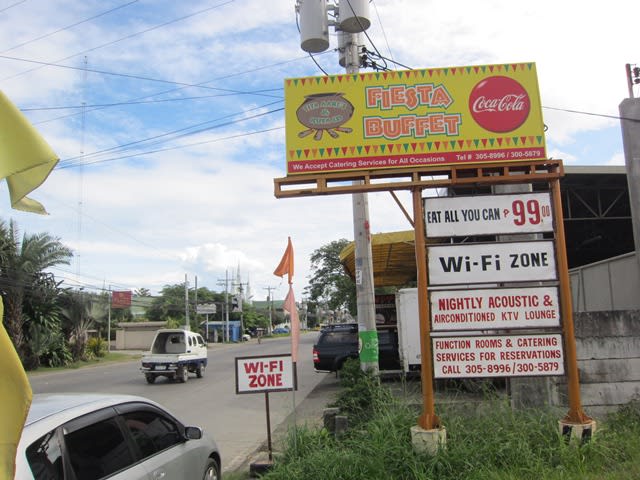 FIESTA
BUFFET
Coca-Cola
We Accept Catering Services for All Occasions
Tel # 305-8996 / 300-5879
EAT ALL YOU CAN ₱ 99.00
Wi-Fi ZONE
NIGHTLY ACOUSTIC &
AIRCONDITIONED KTV LOUNGE
FUNCTION ROOMS & CATERING
SERVICES FOR RESERVATIONS
CALL 305-8996/300-5879
WI-FI
ZONE